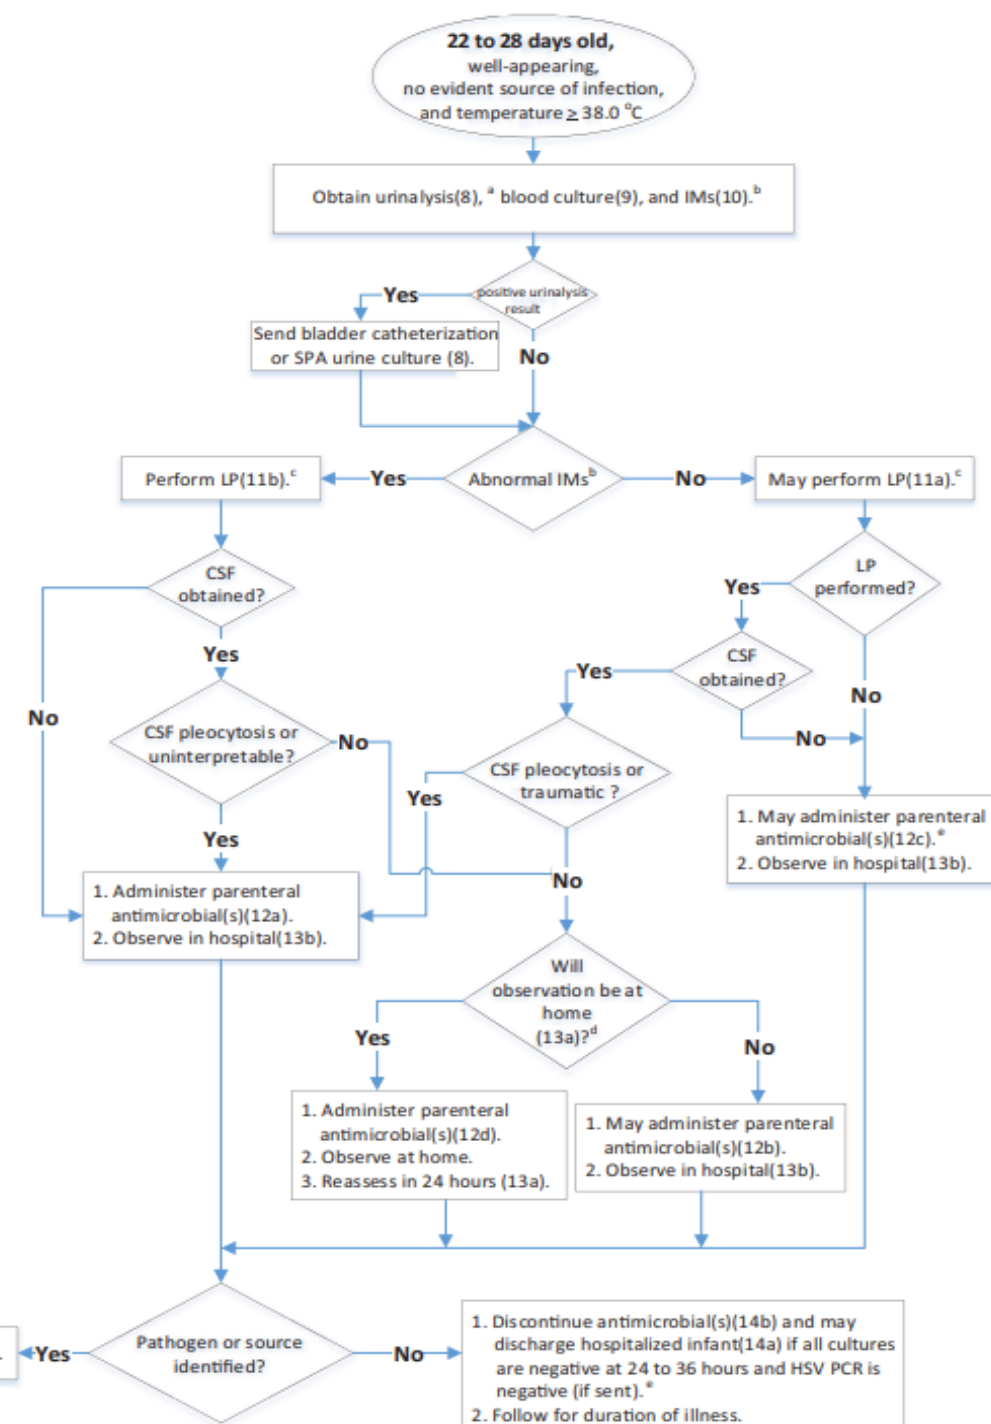 22 to 28 days old,
well-appearing,
no evident source of infection,
and temperature ≥ 38.0 °C
Obtain urinalysis(8), a blood culture(9), and IMs(10).b
positive urinalysis
result
Yes
No
Send bladder catheterization
or SPA urine culture (8).
Abnormal IMsb
Yes
No
Perform LP(11b).c
May perform LP(11a).c
CSF
obtained?
Yes
No
LP
performed?
Yes
No
CSF
obtained?
Yes
No
CSF pleocytosis or
uninterpretable?
No
Yes
CSF pleocytosis or
traumatic ?
Yes
No
1. May administer parenteral
antimicrobial(s)(12c).e
2. Observe in hospital(13b).
1. Administer parenteral
antimicrobial(s)(12a).
2. Observe in hospital(13b).
Will
observation be at
home
(13a)?d
Yes
No
1. Administer parenteral
antimicrobial(s)(12d).
2. Observe at home.
3. Reassess in 24 hours (13a).
1. May administer parenteral
antimicrobial(s)(12b).
2. Observe in hospital(13b).
Pathogen or source
identified?
Yes
No
1. Discontinue antimicrobial(s)(14b) and may
discharge hospitalized infant(14a) if all cultures
are negative at 24 to 36 hours and HSV PCR is
negative (if sent).e
2. Follow for duration of illness.